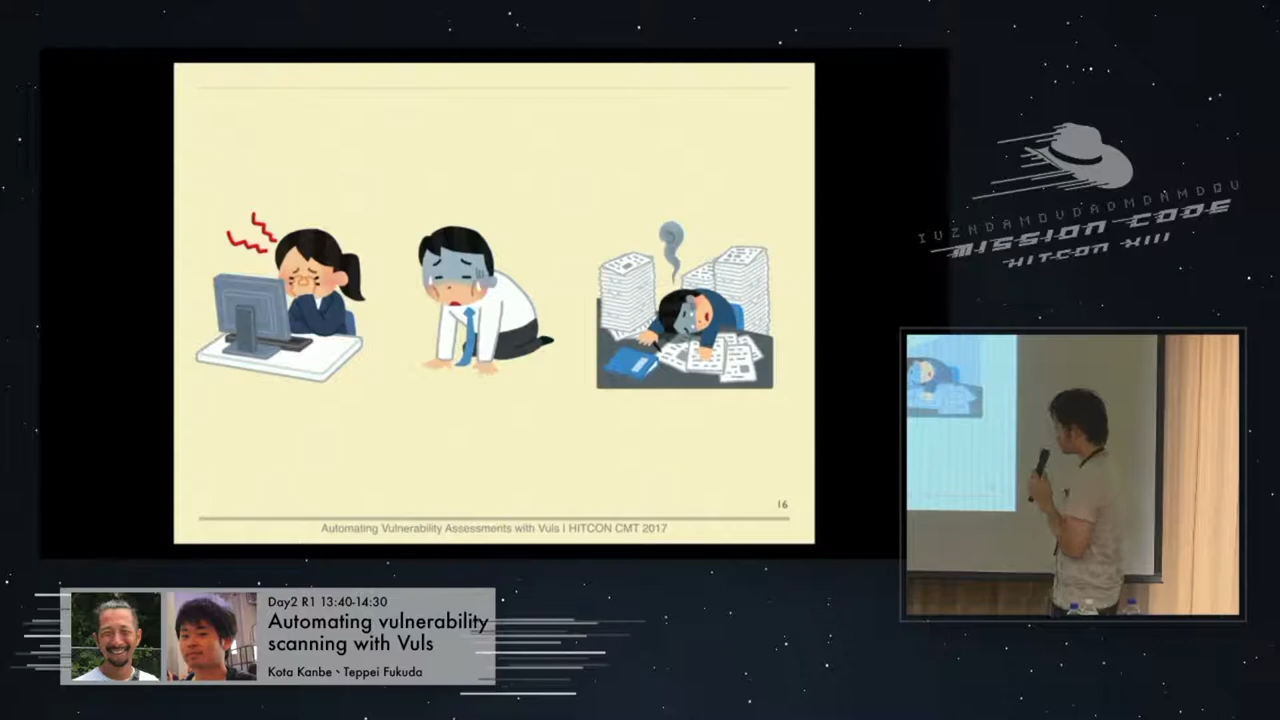 16
Automating Vulnerability Assessments with Vuls | HITCON CMT 2017
IUZNDAMOVDADMDAMDQU
MISSION CODE
HITCON XIII
Day2 R1 13:40-14:30
Automating vulnerability
scanning with Vuls
Kota Kanbe、Teppei Fukuda